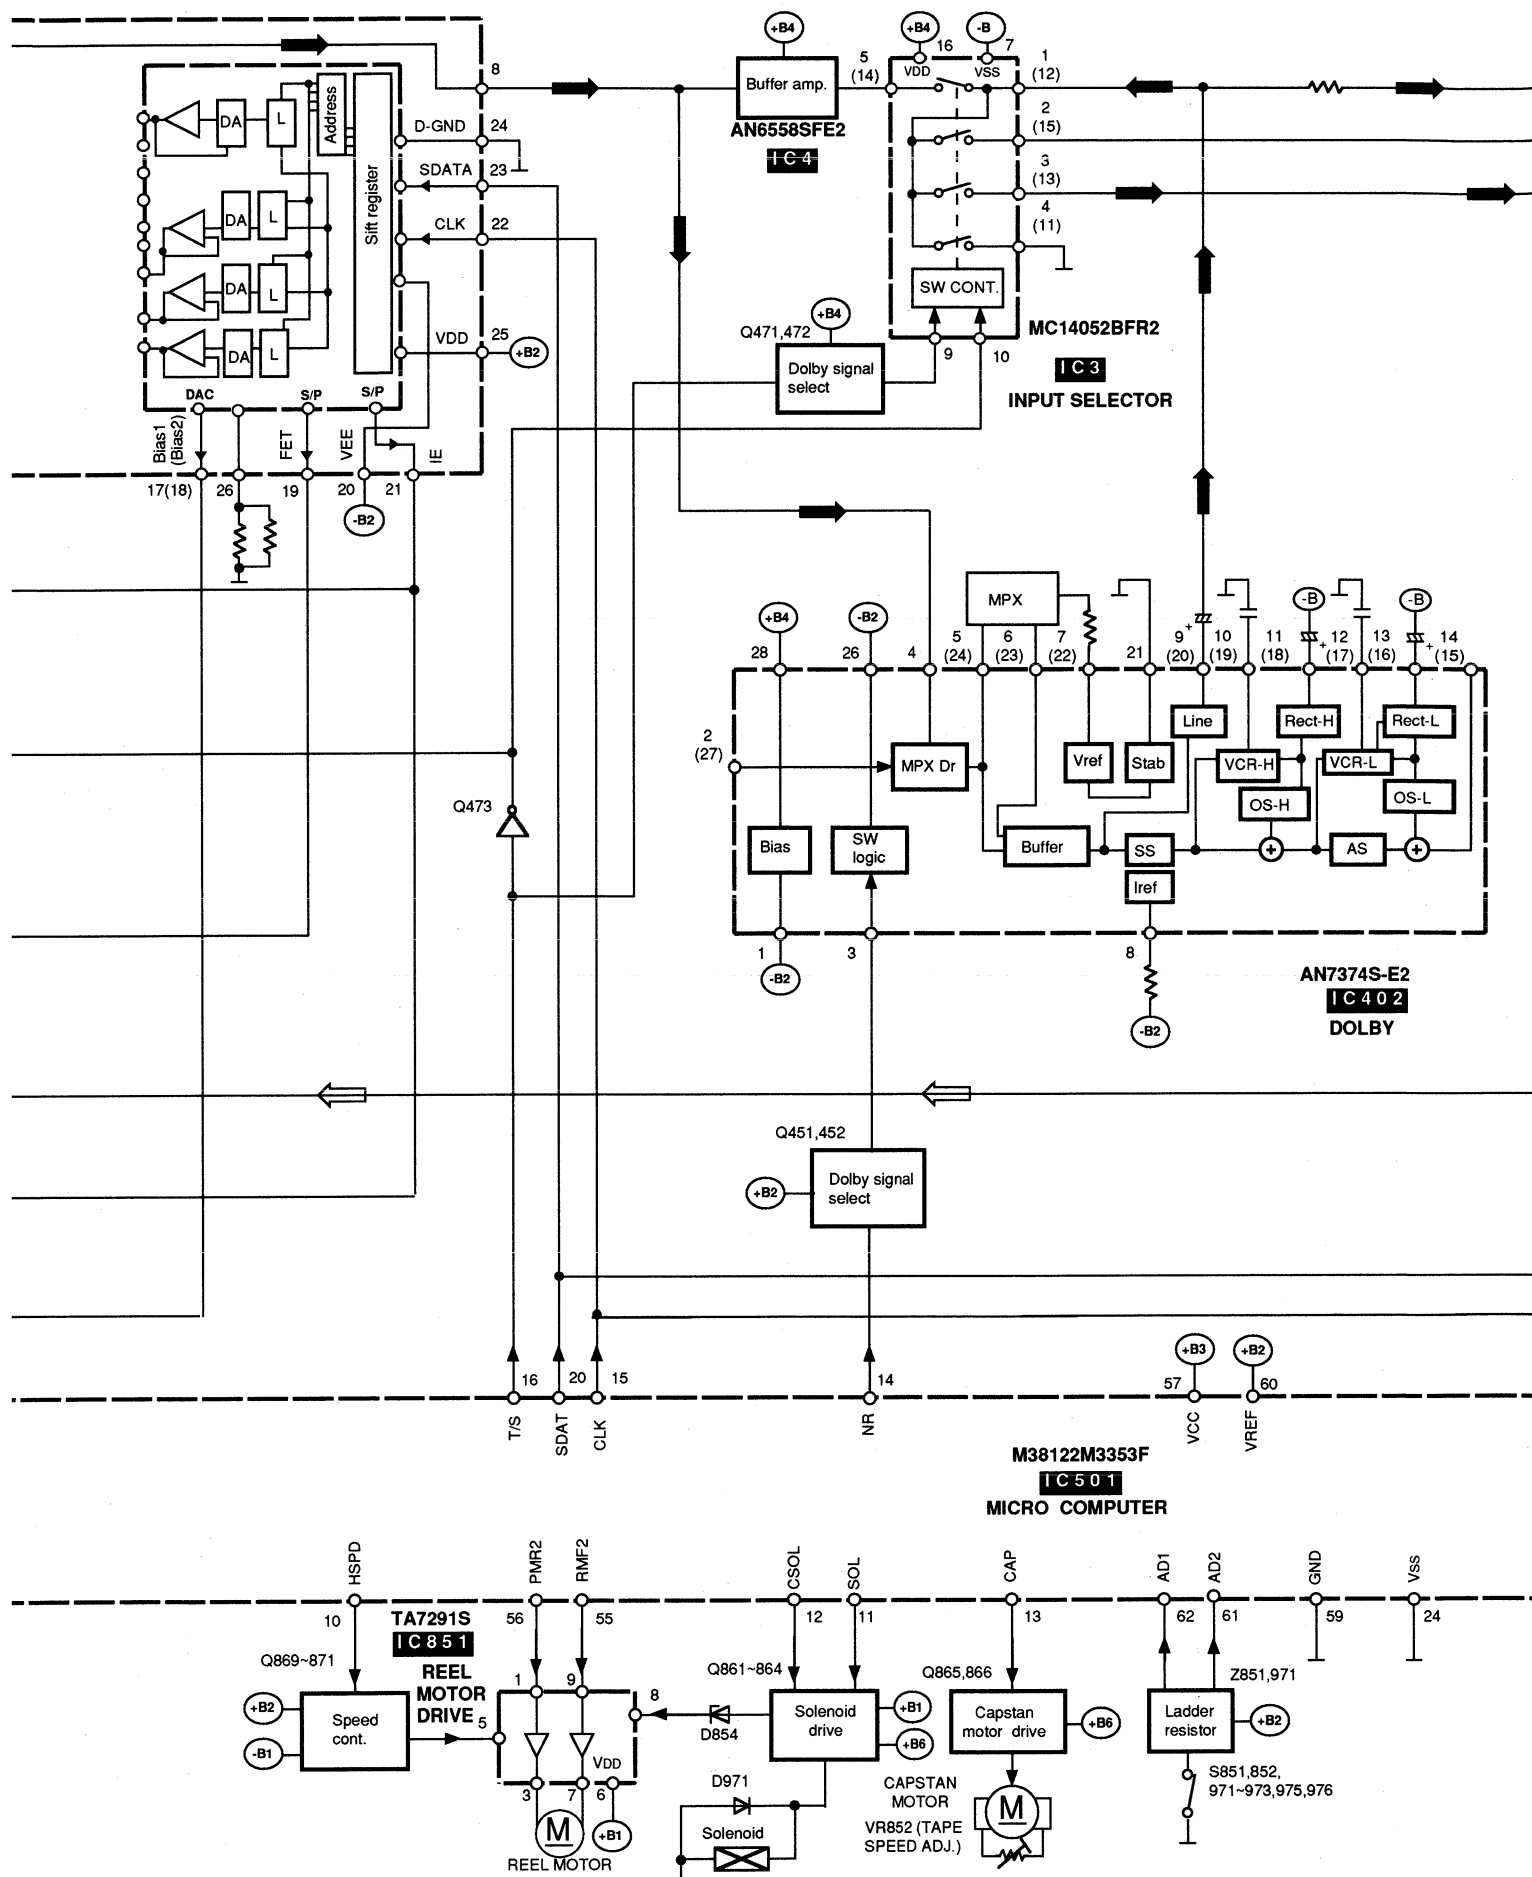 +B4
+B4
-B
8
5
(14)
16
VDD
7
VSS
1
(12)
Buffer amp.
AN6558SFE2
IC4
Address
DA
L
D-GND
24
2
(15)
SDATA
23
3
(13)
Sift register
CLK
22
4
(11)
DA
L
DA
L
DA
L
SW CONT.
MC14052BFR2
IC3
INPUT SELECTOR
VDD
25
+B2
+B4
Q471,472
Dolby signal
select
9
10
DAC
S/P
S/P
Bias1
(Bias2)
FET
VEE
IE
17(18)
26
19
20
21
-B2
MPX
+B4
-B2
-B
-B
28
26
4
5
(24)
6
(23)
7
(22)
21
9
(20)
+
10
(19)
11
(18)
+
12
(17)
13
(16)
+
14
(15)
Line
Rect-H
Rect-L
2
(27)
MPX Dr
Vref
Stab
VCR-H
VCR-L
OS-H
OS-L
Q473
Bias
SW
logic
Buffer
SS
+
AS
+
Iref
1
-B2
3
8
-B2
AN7374S-E2
IC402
DOLBY
Q451,452
+B2
Dolby signal
select
+B3
+B2
16
20
15
14
57
60
T/S
SDAT
CLK
NR
VCC
VREF
M38122M3353F
IC501
MICRO COMPUTER
HSPD
PMR2
RMF2
CSOL
SOL
CAP
AD1
AD2
GND
Vss
10
56
55
12
11
13
62
61
59
24
TA7291S
IC851
REEL
MOTOR
DRIVE
Q869~871
+B2
-B1
Speed
cont.
5
1
9
8
VDD
3
7
6
M
+B1
REEL MOTOR
D854
Q861~864
Solenoid
drive
+B1
+B6
D971
Solenoid
Q865,866
Capstan
motor drive
+B6
CAPSTAN
MOTOR
M
VR852 (TAPE
SPEED ADJ.)
Z851,971
Ladder
resistor
+B2
S851,852,
971~973,975,976